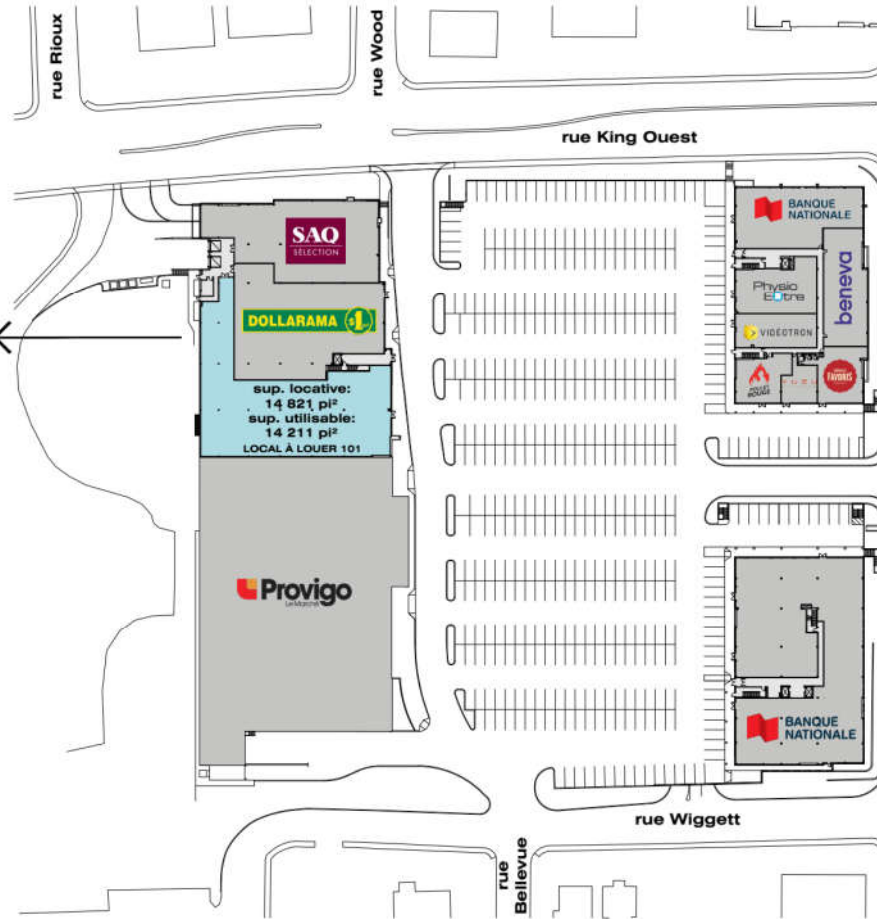 rue Rioux
rue Wood
rue King Ouest
SAQ
SÉLECTION
DOLLARAMA $1
sup. locative:
14 821 pi²
sup. utilisable:
14 211 pi²
LOCAL À LOUER 101
Provigo
Le Marché
BANQUE
NATIONALE
beneva
Physio
VIDÉOTRON
ROUGE
FAVORIS
BANQUE
NATIONALE
rue Wiggett
rue
Bellevue